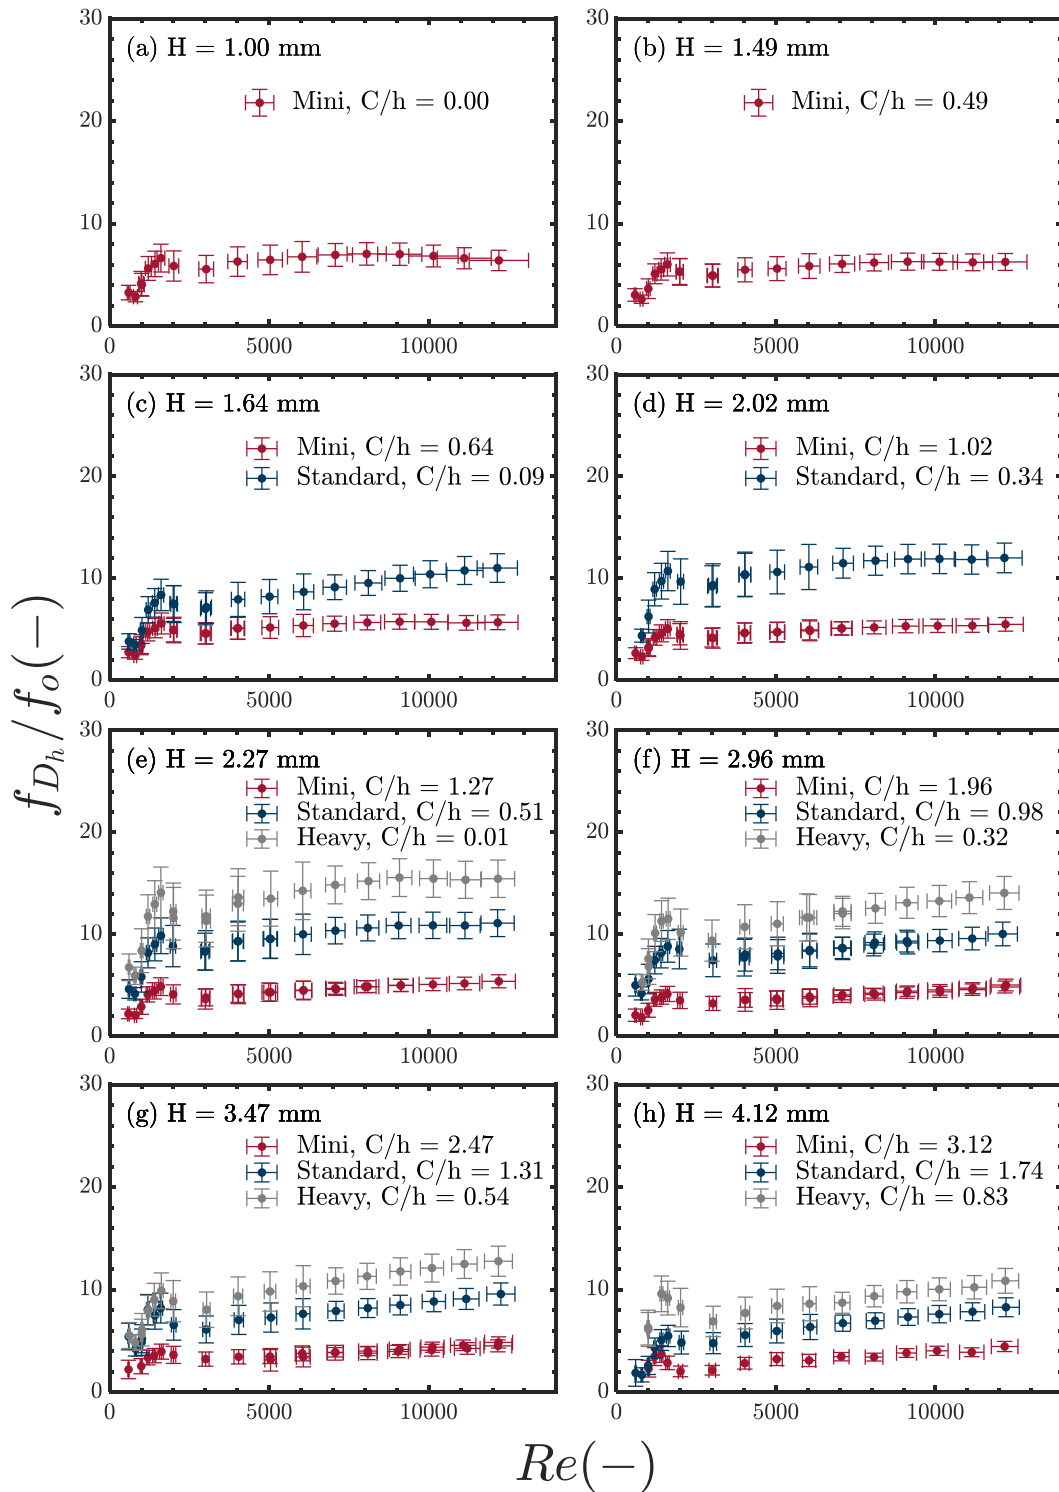 30
20
10
0
0
5000
10000
(a) H = 1.00 mm
Mini, C/h = 0.00
0
5000
10000
(b) H = 1.49 mm
Mini, C/h = 0.49
30
20
10
0
0
5000
10000
(c) H = 1.64 mm
Mini, C/h = 0.64
Standard, C/h = 0.09
0
5000
10000
(d) H = 2.02 mm
Mini, C/h = 1.02
Standard, C/h = 0.34
30
20
10
0
0
5000
10000
(e) H = 2.27 mm
Mini, C/h = 1.27
Standard, C/h = 0.51
Heavy, C/h = 0.01
30
20
10
0
0
5000
10000
(f) H = 2.96 mm
Mini, C/h = 1.96
Standard, C/h = 0.98
Heavy, C/h = 0.32
30
20
10
0
0
5000
10000
(g) H = 3.47 mm
Mini, C/h = 2.47
Standard, C/h = 1.31
Heavy, C/h = 0.54
30
20
10
0
0
5000
10000
(h) H = 4.12 mm
Mini, C/h = 3.12
Standard, C/h = 1.74
Heavy, C/h = 0.83
30
20
10
0
30
20
10
0
f_{D_h}/f_o(−)
Re(−)